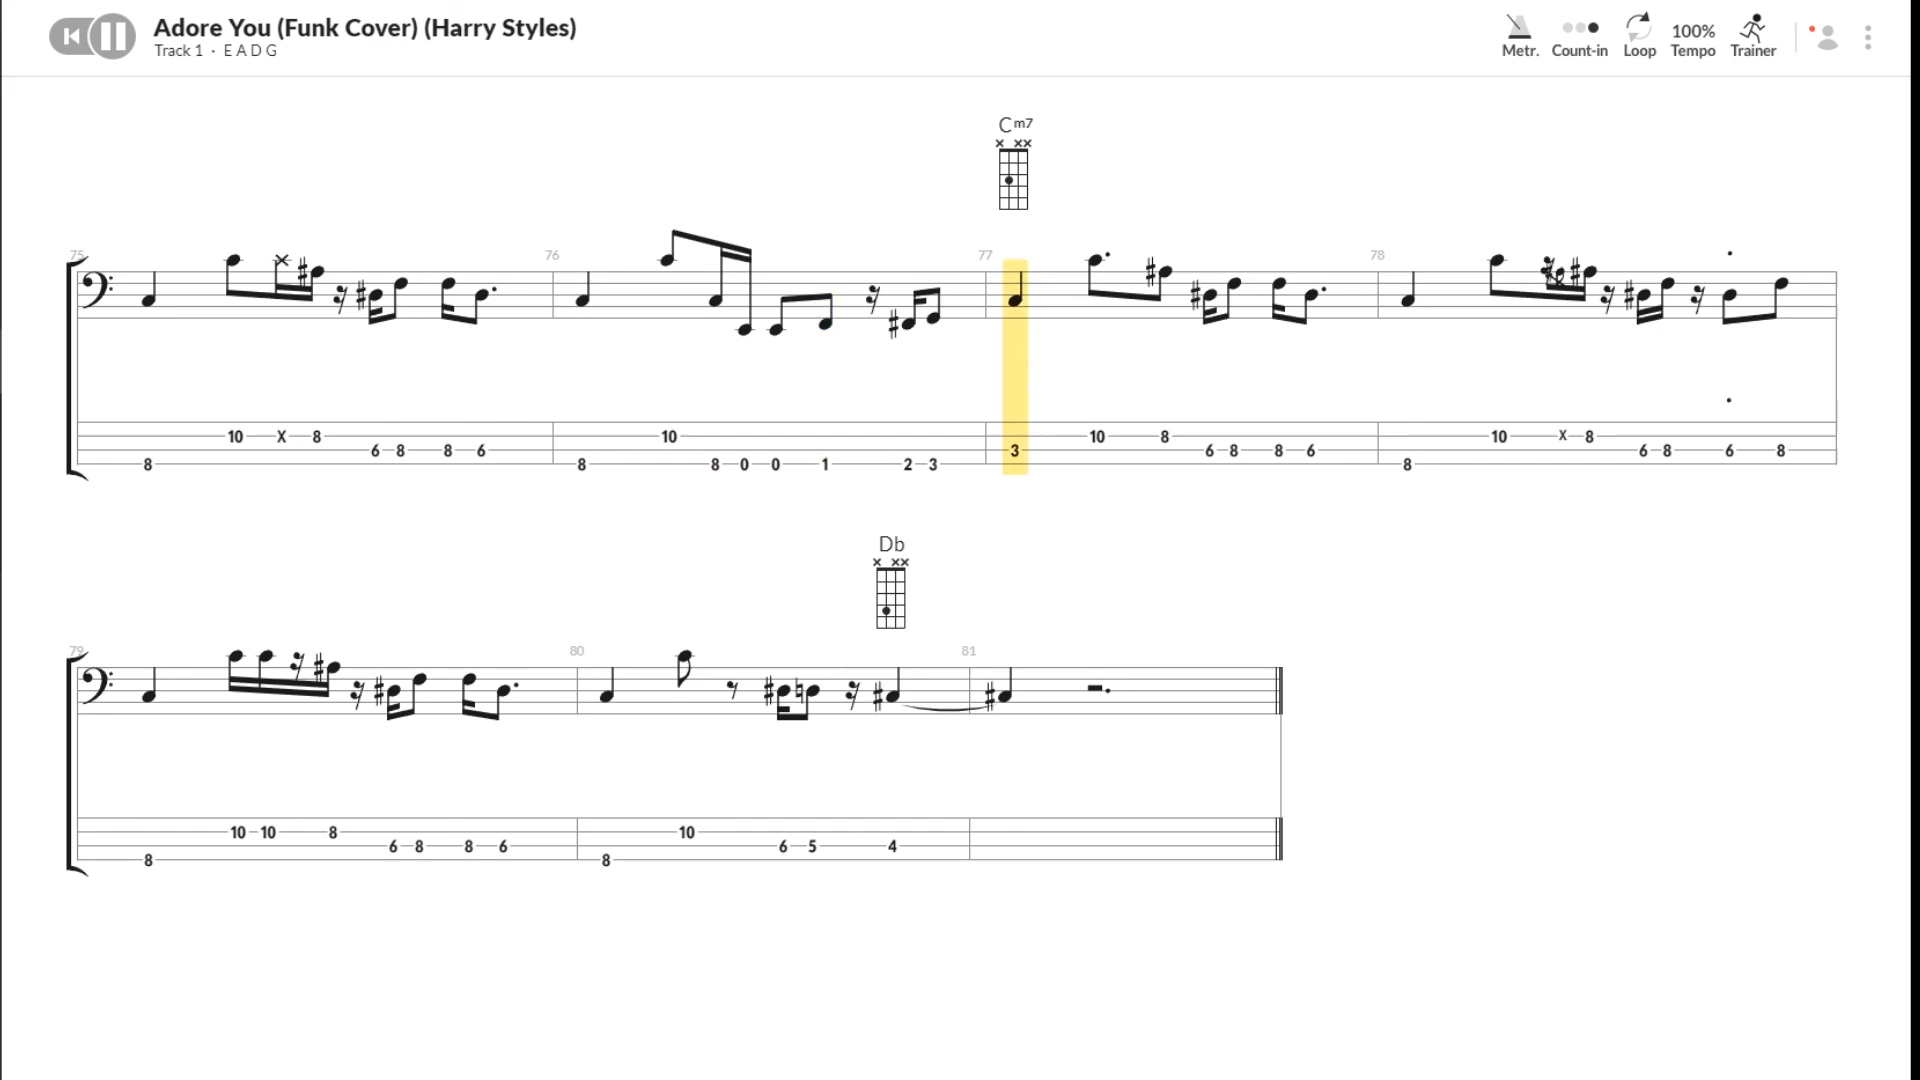 Adore You (Funk Cover) (Harry Styles)
Track 1 · E A D G
Metr.
Count-in
Loop
100%
Tempo
Trainer
Cm7
x xx
75 76 77 78
10 X 8 6 8 8 6 10 3 10 8 6 8 8 6 10 X 8 6 8 6 8
8 8 8 0 0 1 2 3 8
Db
x xx
79 80 81
10 10 8 10
6 8 8 6 6 5 4
8 8